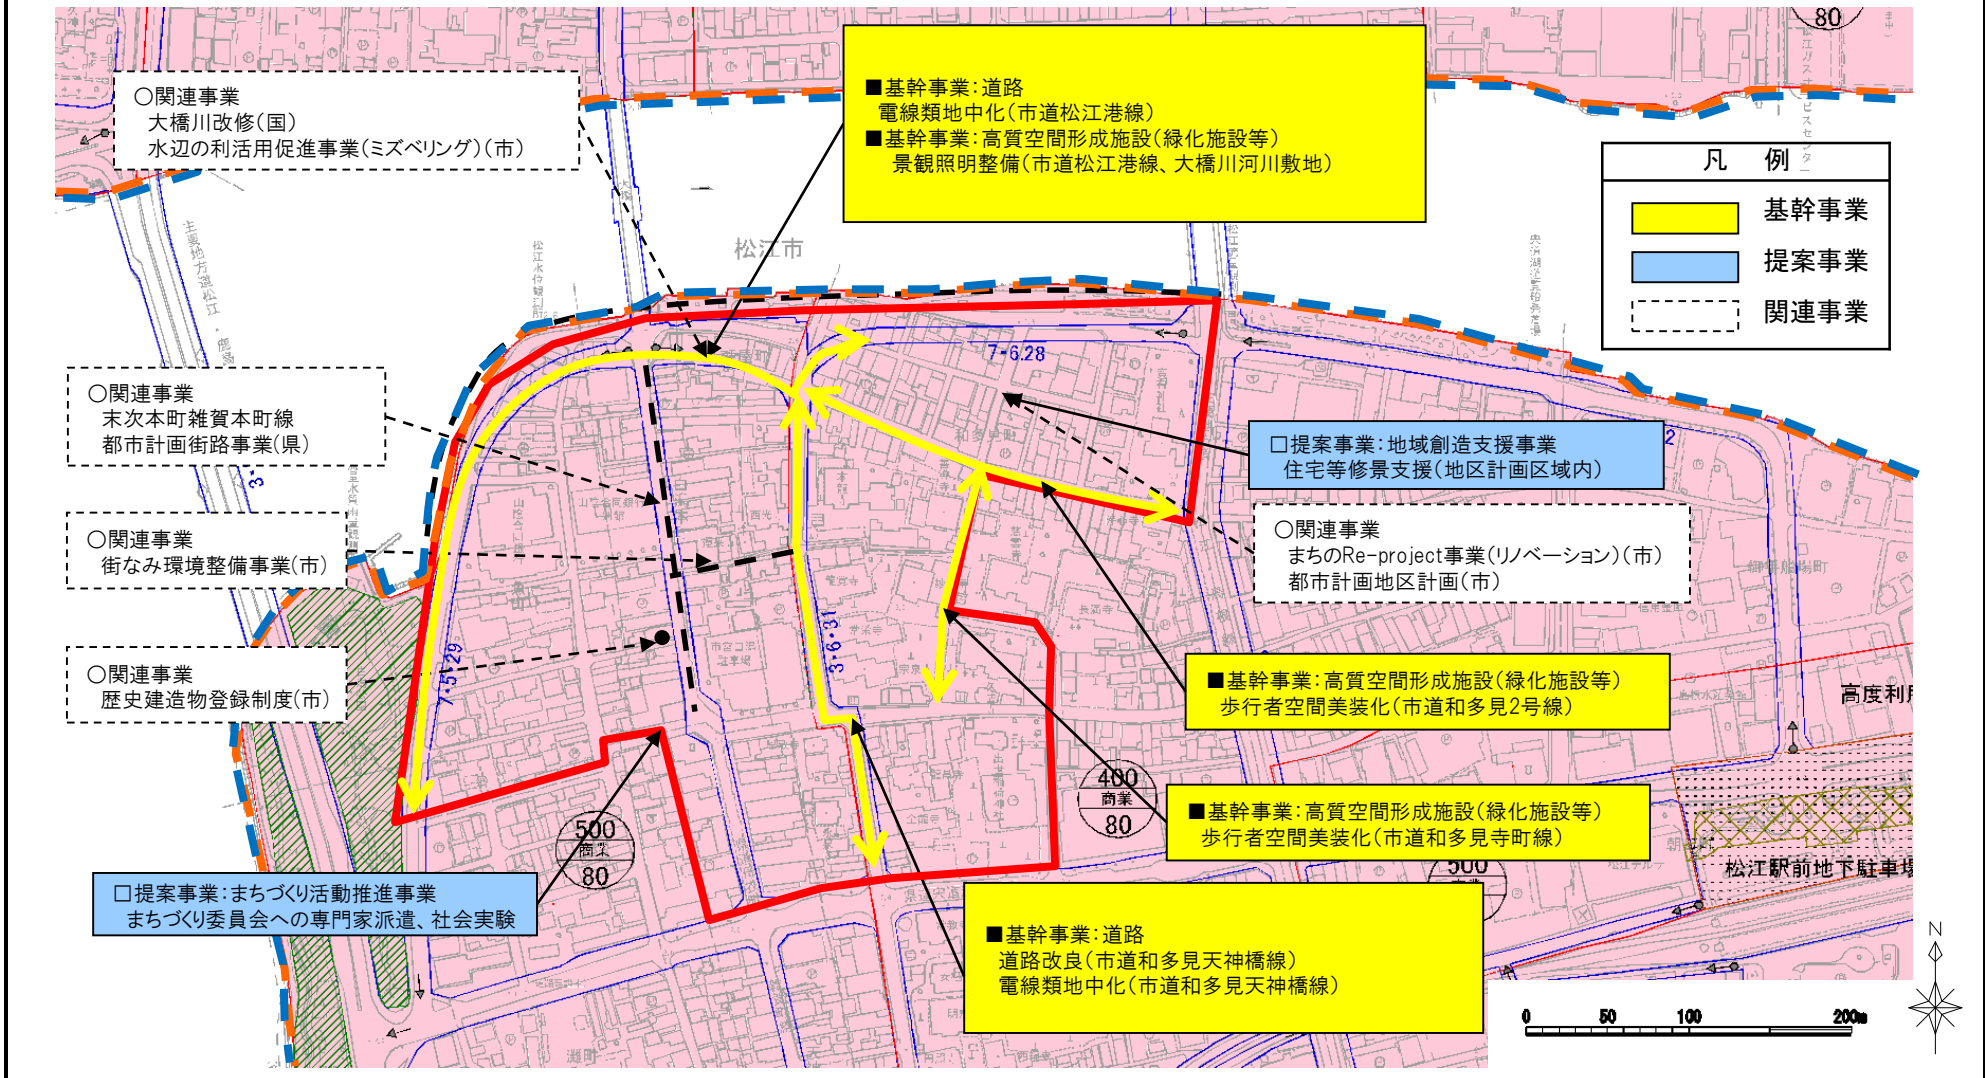 ○関連事業
大橋川改修(国)
水辺の利活用促進事業(ミズベリング)(市)
■基幹事業:道路
電線類地中化(市道松江港線)
■基幹事業:高質空間形成施設(緑化施設等)
景観照明整備(市道松江港線、大橋川河川敷地)
80
凡 例
基幹事業
提案事業
関連事業
松江市
○関連事業
末次本町雑賀本町線
都市計画街路事業(県)
7・6・28
和多見町
□提案事業:地域創造支援事業
住宅等修景支援(地区計画区域内)
○関連事業
街なみ環境整備事業(市)
○関連事業
まちのRe-project事業(リノベーション)(市)
都市計画地区計画(市)
御手船場町
○関連事業
歴史建造物登録制度(市)
7・5・29
3・6・31
■基幹事業:高質空間形成施設(緑化施設等)
歩行者空間美装化(市道和多見2号線)
高度利用
400
商業
80
■基幹事業:高質空間形成施設(緑化施設等)
歩行者空間美装化(市道和多見寺町線)
500
商業
80
500
松江駅前地下駐車場
□提案事業:まちづくり活動推進事業
まちづくり委員会への専門家派遣、社会実験
■基幹事業:道路
道路改良(市道和多見天神橋線)
電線類地中化(市道和多見天神橋線)
灘町
N
0 50 100 200m